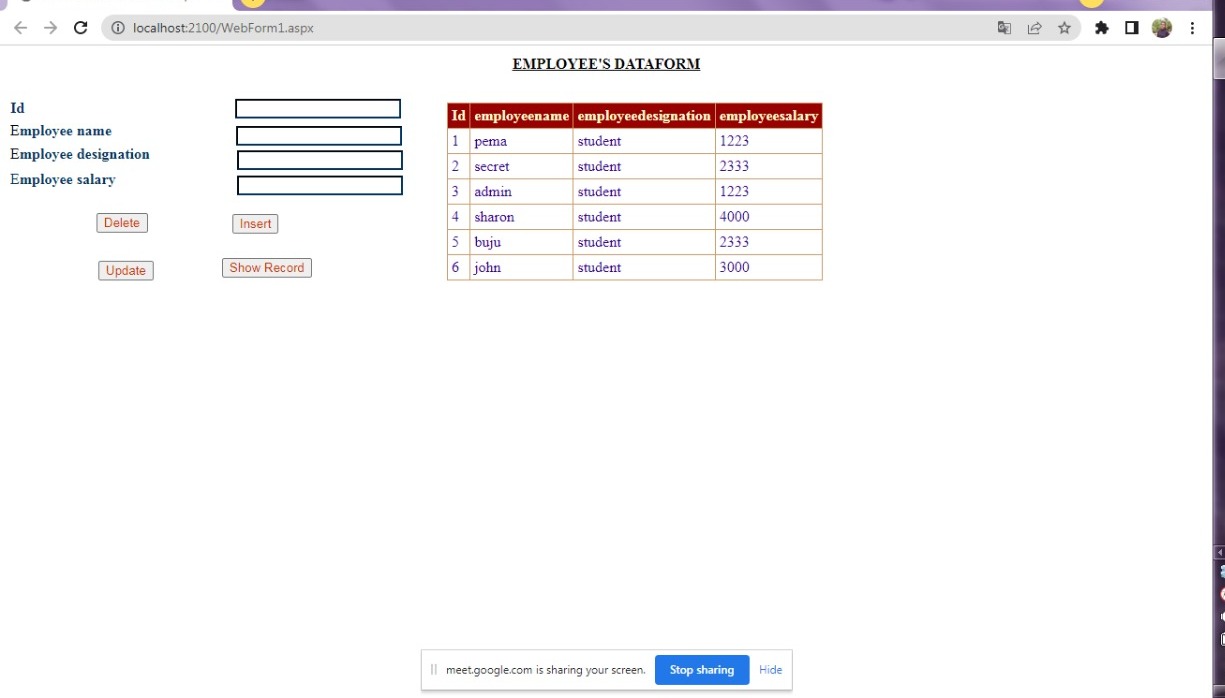 localhost:2100/WebForm1.aspx
EMPLOYEE'S DATAFORM
Id
Employee name
Employee designation
Employee salary
Delete Insert
Update Show Record
Id employeename employeedesignation employeesalary
1 pema student 1223
2 secret student 2333
3 admin student 1223
4 sharon student 4000
5 buju student 2333
6 john student 3000
meet.google.com is sharing your screen. Stop sharing Hide